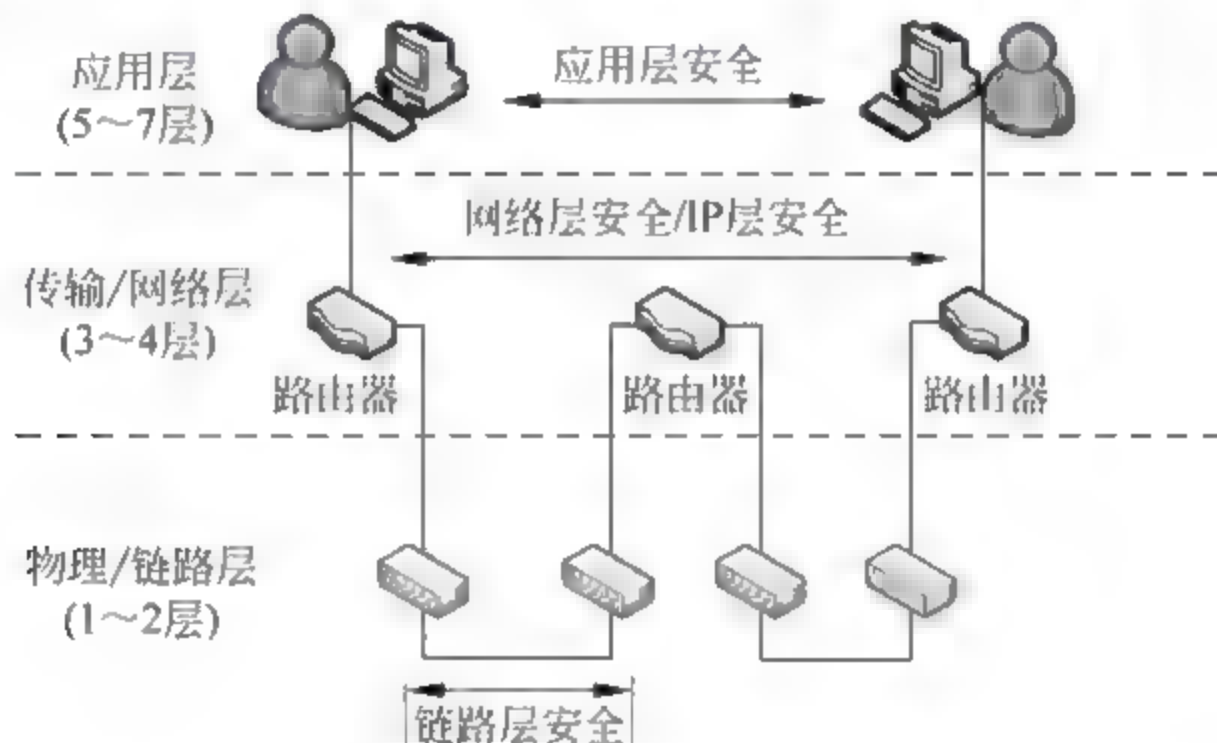 应用层
(5～7层)
应用层安全
网络层安全/IP层安全
传输/网络层
(3～4层)
路由器
路由器
路由器
物理/链路层
(1～2层)
链路层安全